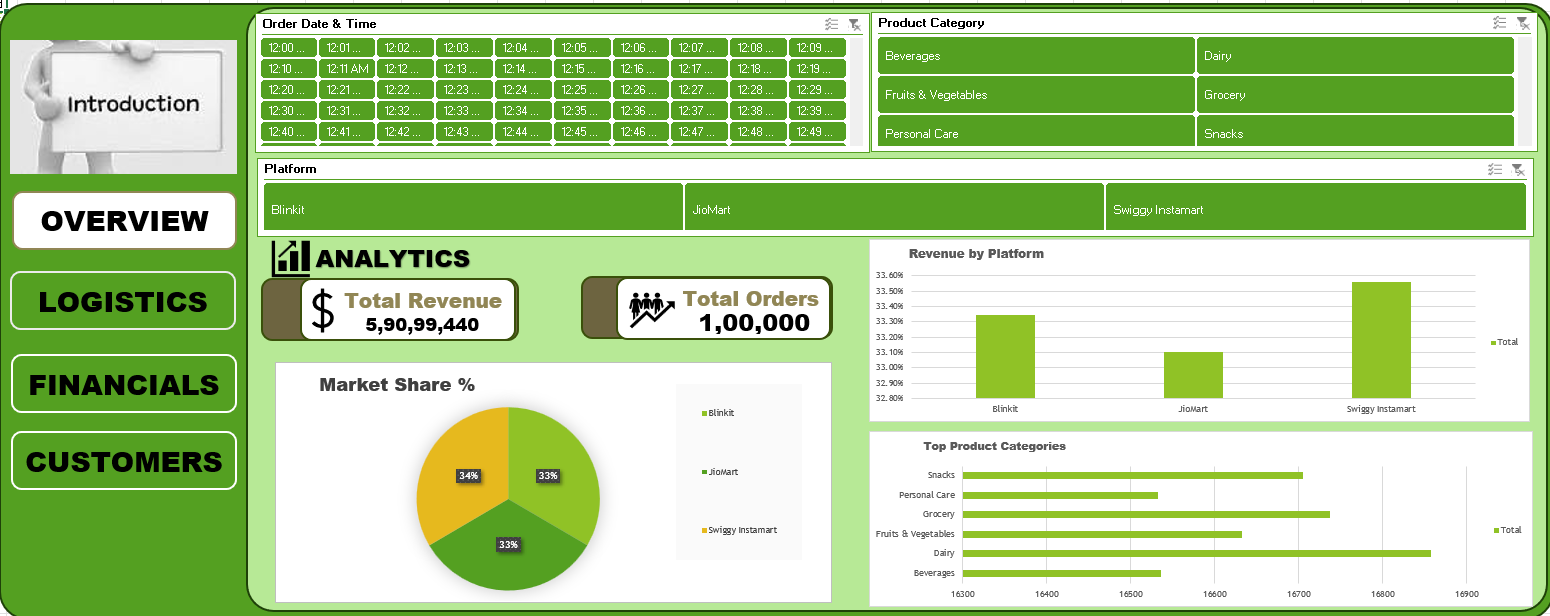 Introduction
OVERVIEW
LOGISTICS
FINANCIALS
CUSTOMERS
Order Date & Time
12:00 ... 12:01 ... 12:02 ... 12:03 ... 12:04 ... 12:05 ... 12:06 ... 12:07 ... 12:08 ... 12:09 ...
12:10 ... 12:11 AM 12:12 ... 12:13 ... 12:14 ... 12:15 ... 12:16 ... 12:17 ... 12:18 ... 12:19 ...
12:20 ... 12:21 ... 12:22 ... 12:23 ... 12:24 ... 12:25 ... 12:26 ... 12:27 ... 12:28 ... 12:29 ...
12:30 ... 12:31 ... 12:32 ... 12:33 ... 12:34 ... 12:35 ... 12:36 ... 12:37 ... 12:38 ... 12:39 ...
12:40 ... 12:41 ... 12:42 ... 12:43 ... 12:44 ... 12:45 ... 12:46 ... 12:47 ... 12:48 ... 12:49 ...
Product Category
Beverages Dairy
Fruits & Vegetables Grocery
Personal Care Snacks
Platform
Blinkit JioMart Swiggy Instamart
ANALYTICS
$ Total Revenue
5,90,99,440
Total Orders
1,00,000
Market Share %
34% 33%
33%
Blinkit
JioMart
Swiggy Instamart
Revenue by Platform
33.60%
33.50%
33.40%
33.30%
33.20%
33.10%
33.00%
32.90%
32.80%
Blinkit JioMart Swiggy Instamart
Total
Top Product Categories
Snacks
Personal Care
Grocery
Fruits & Vegetables
Dairy
Beverages
16300 16400 16500 16600 16700 16800 16900
Total